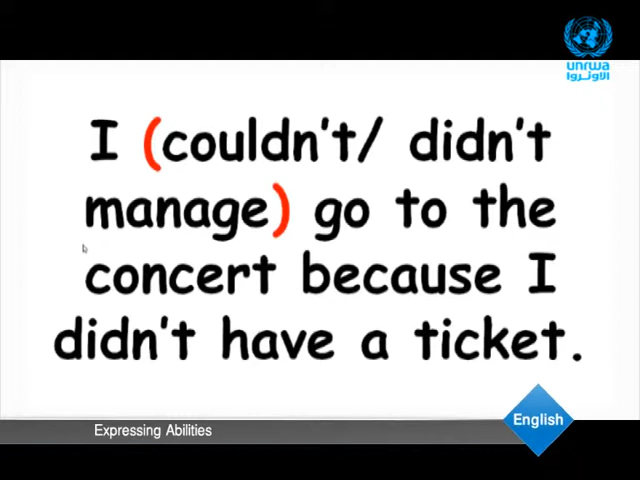 unrwa
الأونروا
I (couldn't/ didn't
manage) go to the
concert because I
didn't have a ticket.
English
Expressing Abilities